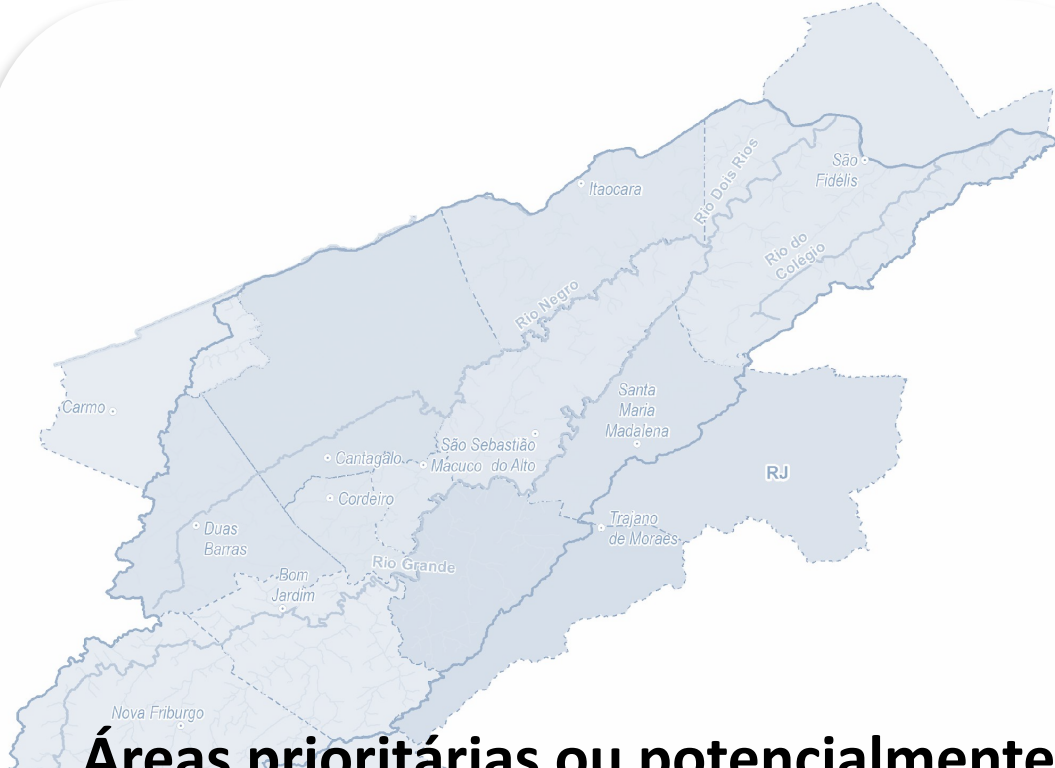 São
Fidélis
Itaocara
Rio Dois Rios
Rio do
Colégio
Rio Negro
Santa
Maria
Madalena
Carmo
São Sebastião
do Alto
Cantagalo
Macuco
RJ
Cordeiro
Trajano
de Moraes
Duas
Barras
Rio Grande
Bom
Jardim
Nova Friburgo
Áreas prioritárias ou potencialmente